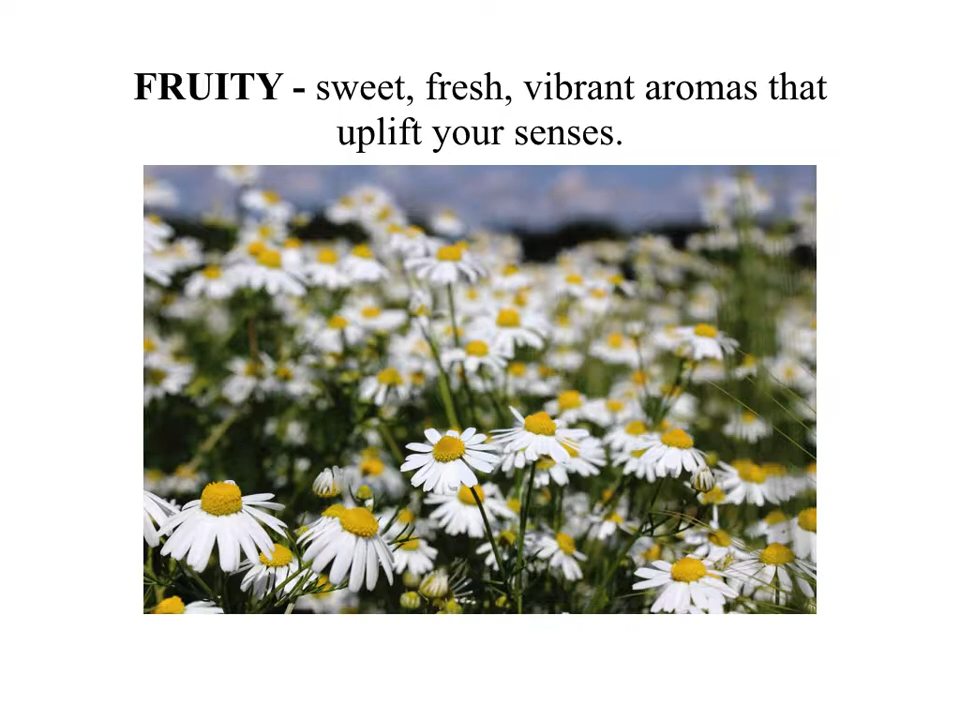 FRUITY - sweet, fresh, vibrant aromas that
uplift your senses.